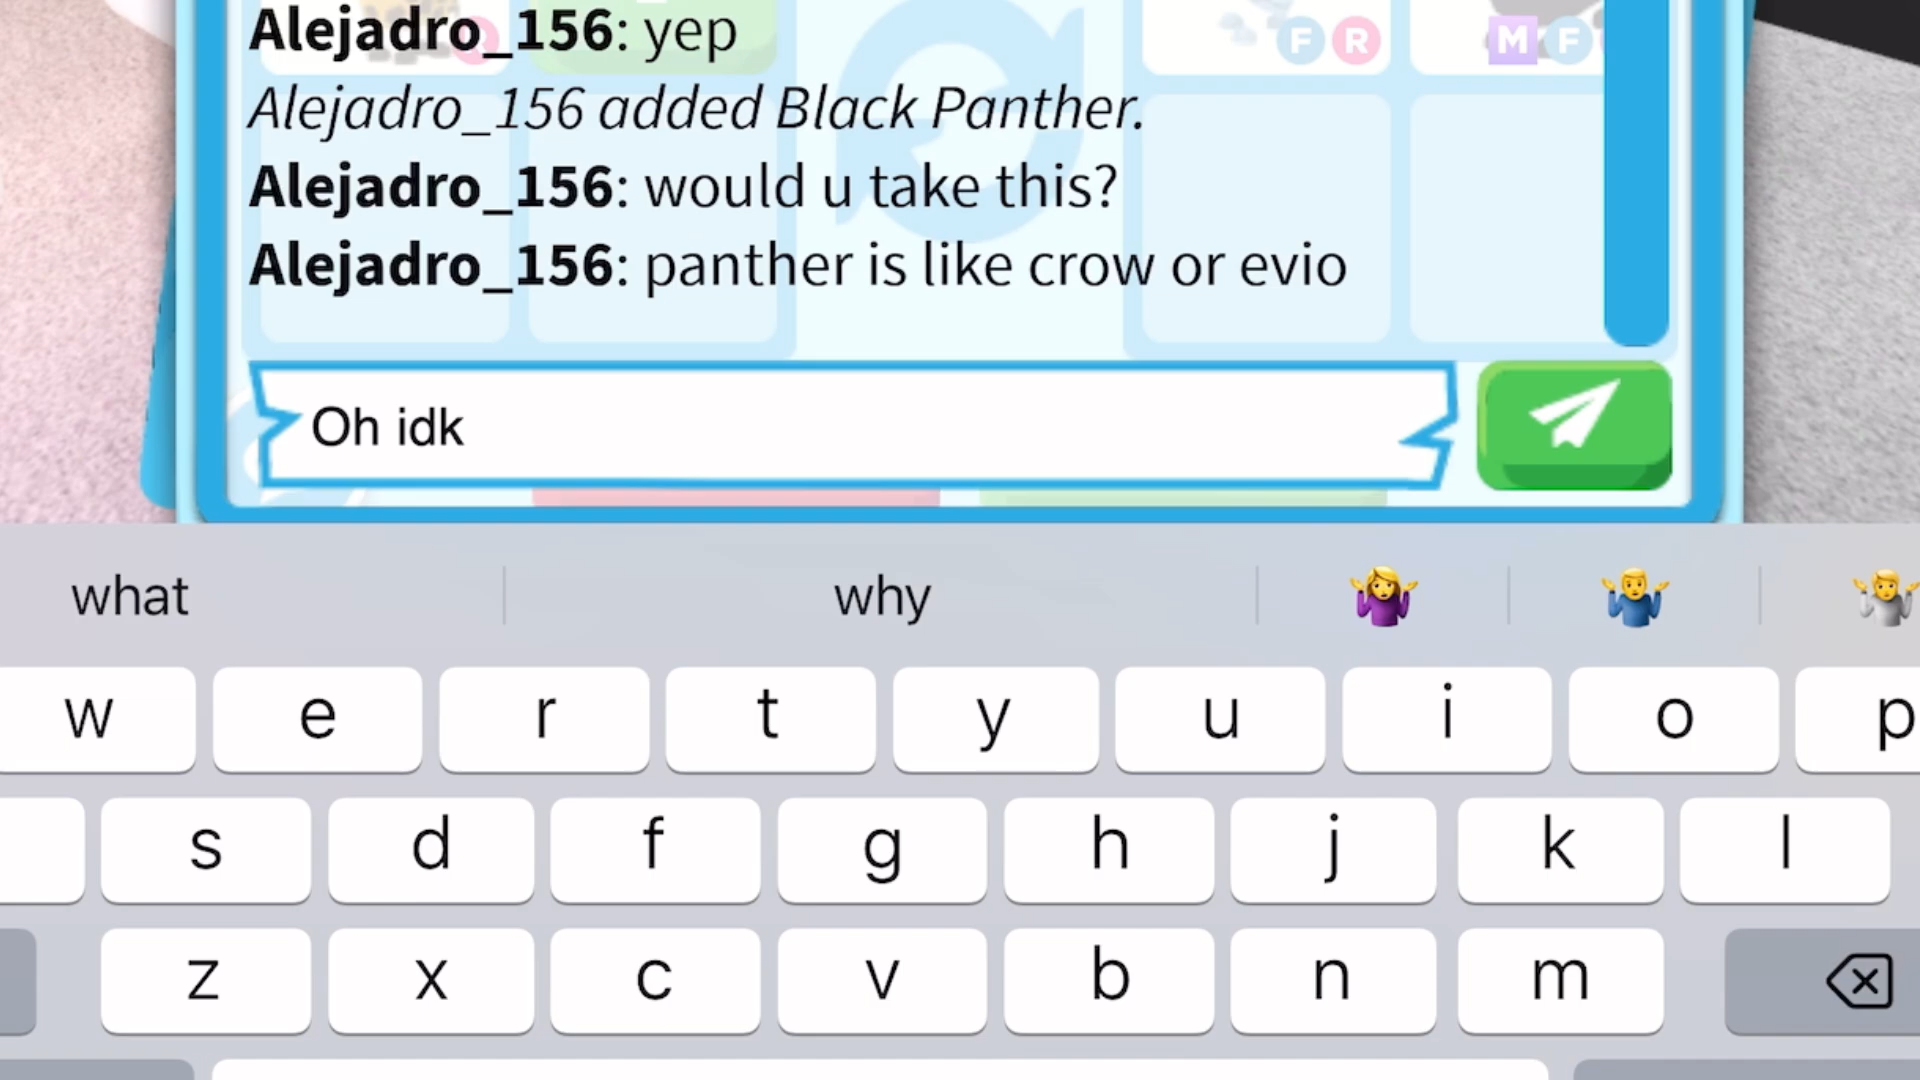 Alejadro_156: yep
F R M F
Alejadro_156 added Black Panther.
Alejadro_156: would u take this?
Alejadro_156: panther is like crow or evio
Oh idk
what why
w e r t y u i o p
s d f g h j k l
z x c v b n m